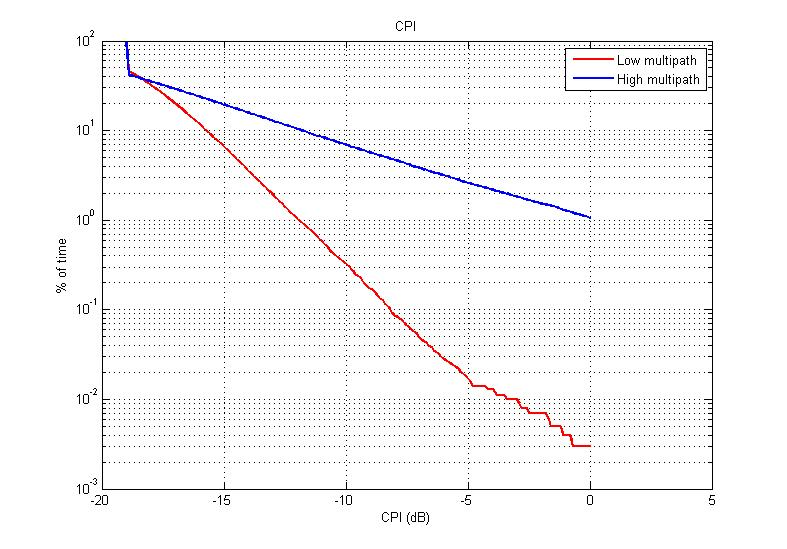 CPI
Low multipath
High multipath
10^2
10^1
10^0
10^-1
10^-2
10^-3
% of time
-20 -15 -10 -5 0 5
CPI (dB)